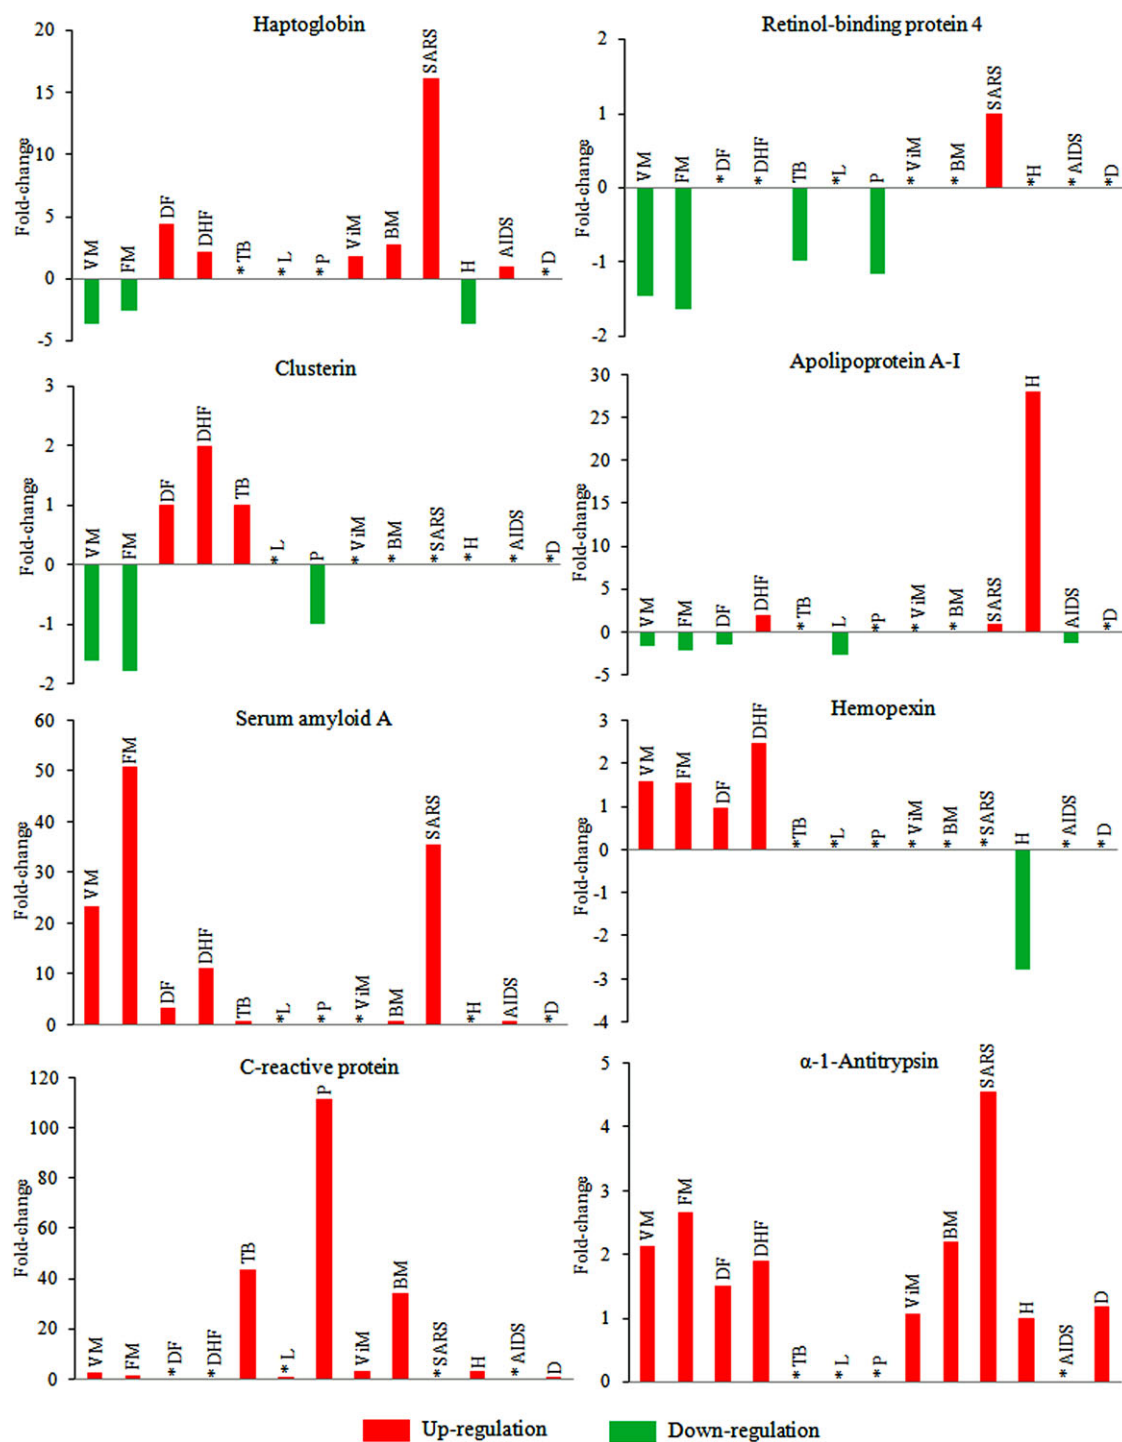 Haptoglobin
Fold-change
20
15
10
5
0
-5
VM
FM
DF
DHF
*TB
*L
*P
ViM
BM
SARS
H
AIDS
*D
Retinol-binding protein 4
Fold-change
2
1
0
-1
-2
VM
FM
*DF
*DHF
TB
*L
P
*ViM
*BM
SARS
*H
*AIDS
*D
Clusterin
Fold-change
3
2
1
0
-1
-2
VM
FM
DF
DHF
TB
*L
P
*ViM
*BM
*SARS
*H
*AIDS
*D
Apolipoprotein A-I
Fold-change
30
25
20
15
10
5
0
-5
VM
FM
DF
DHF
*TB
L
*P
*ViM
*BM
SARS
H
AIDS
*D
Serum amyloid A
Fold-change
60
50
40
30
20
10
0
VM
FM
DF
DHF
TB
*L
*P
*ViM
BM
SARS
*H
AIDS
*D
Hemopexin
Fold-change
3
2
1
0
-1
-2
-3
-4
VM
FM
DF
DHF
*TB
*L
*P
*ViM
*BM
*SARS
H
*AIDS
*D
C-reactive protein
Fold-change
120
100
80
60
40
20
0
VM
FM
*DF
*DHF
TB
*L
P
ViM
BM
*SARS
H
*AIDS
D
α-1-Antitrypsin
Fold-change
5
4
3
2
1
0
VM
FM
DF
DHF
*TB
*L
*P
ViM
BM
SARS
H
*AIDS
D
Up-regulation
Down-regulation